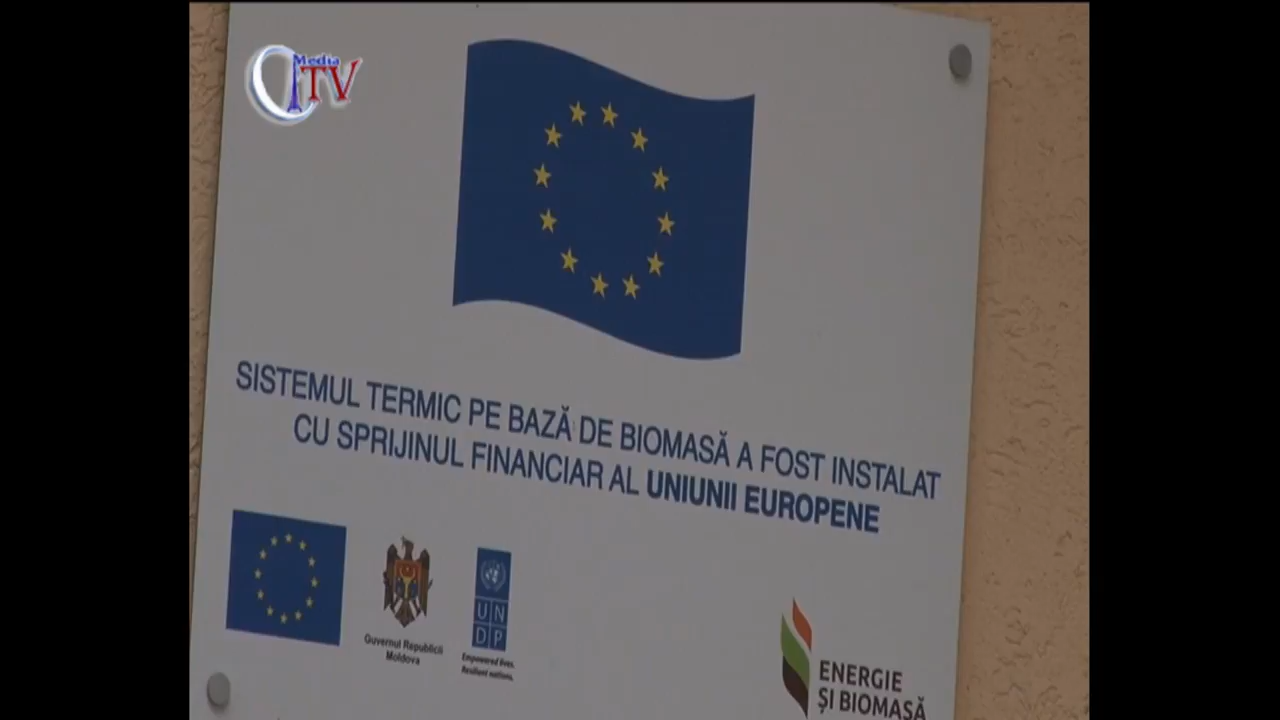 Media
TV
SISTEMUL TERMIC PE BAZĂ DE BIOMASĂ A FOST INSTALAT
CU SPRIJINUL FINANCIAR AL UNIUNII EUROPENE
Guvernul Republicii
Moldova
UN
DP
Empowered lives.
Resilient nations.
ENERGIE
ȘI BIOMASĂ